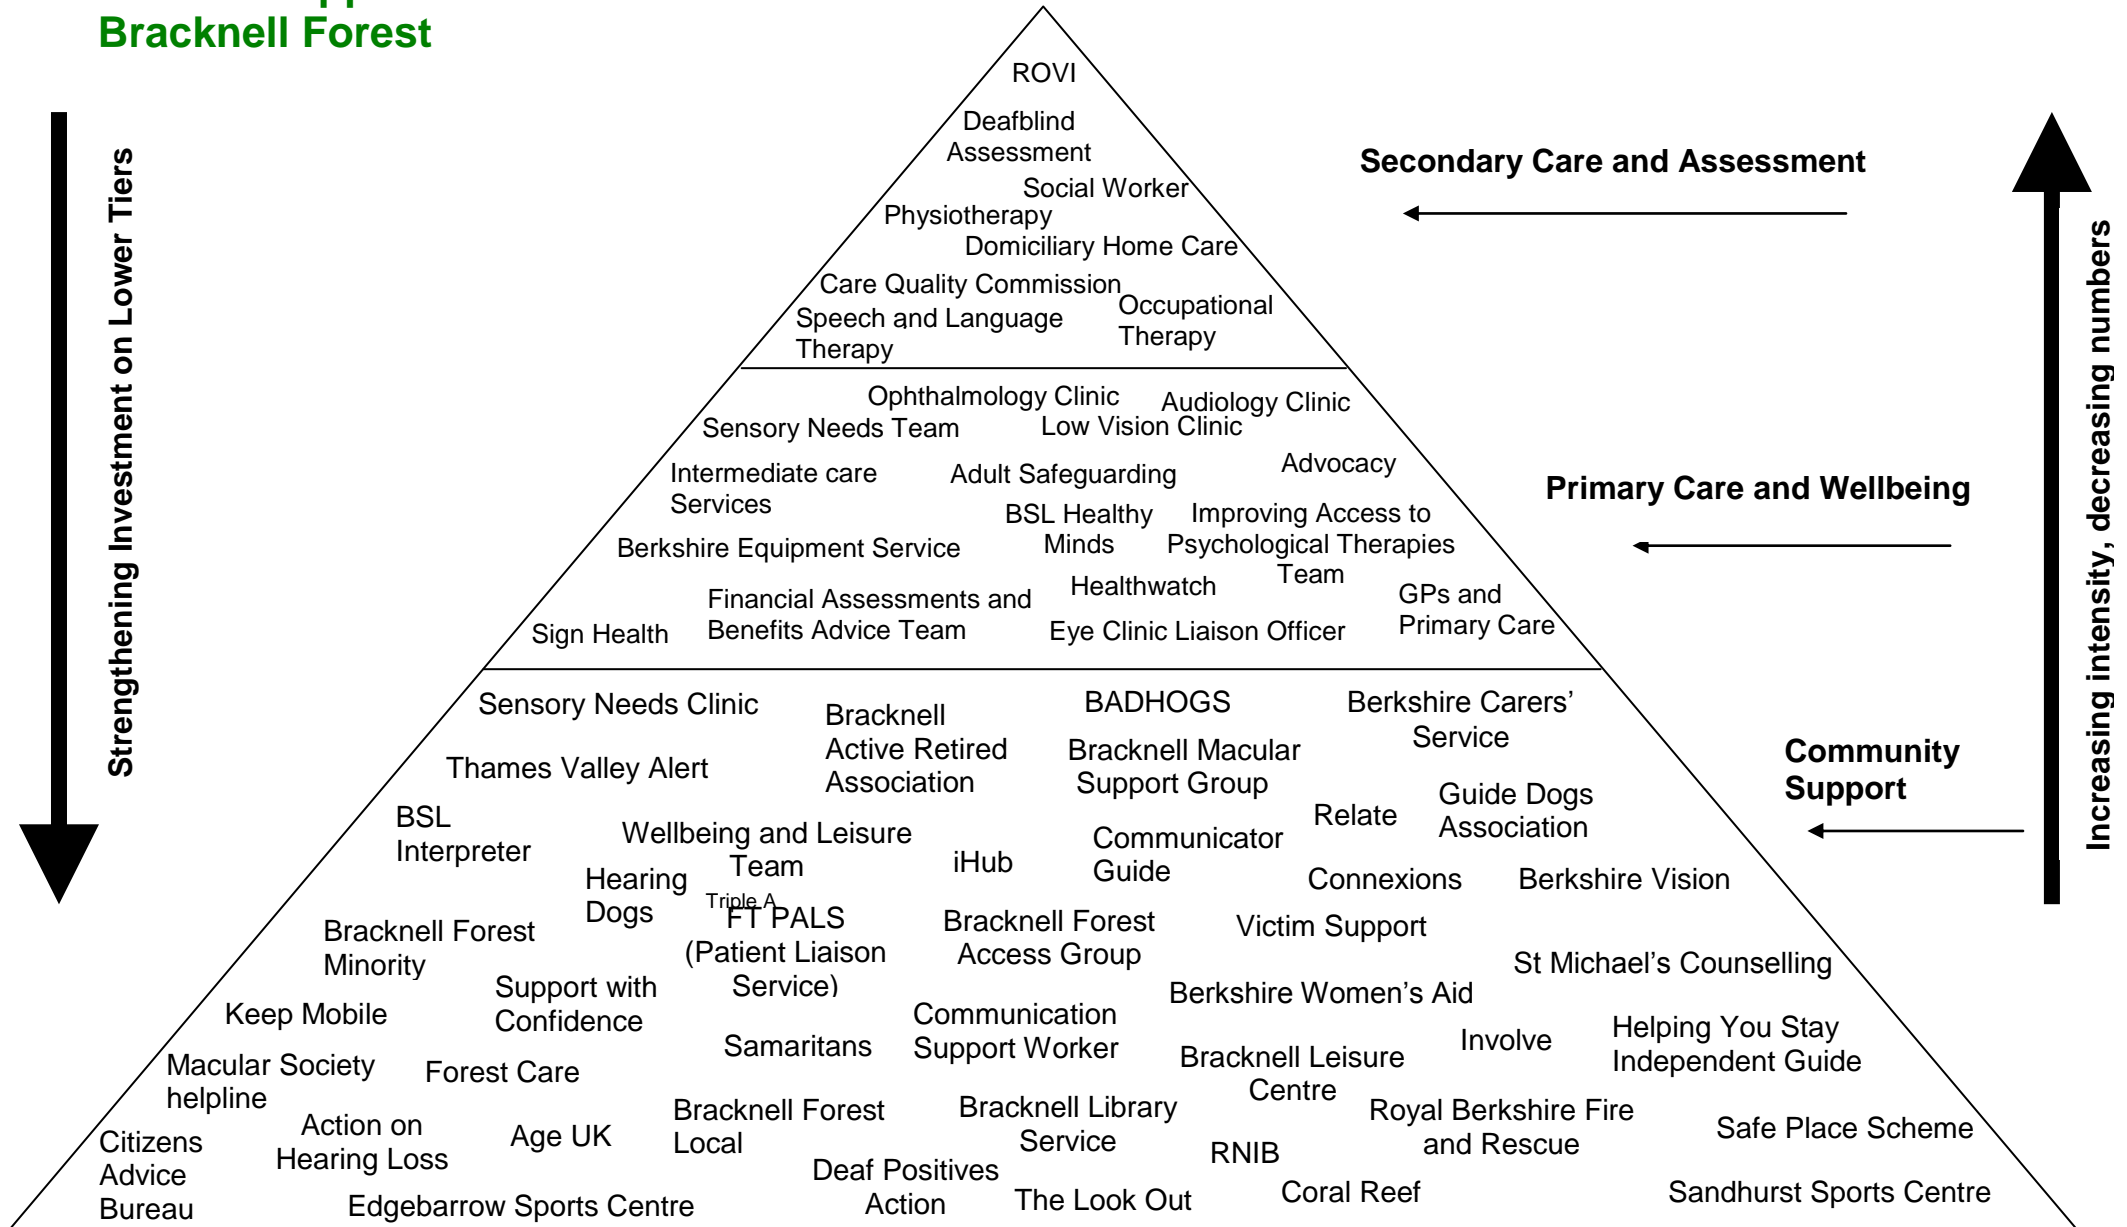 Bracknell Forest
ROVI
Deafblind
Assessment
Social Worker
Physiotherapy
Domiciliary Home Care
Care Quality Commission
Speech and Language
Therapy
Occupational
Therapy
Secondary Care and Assessment
Strengthening Investment on Lower Tiers
Increasing intensity, decreasing numbers
Ophthalmology Clinic
Audiology Clinic
Sensory Needs Team
Low Vision Clinic
Intermediate care
Services
Adult Safeguarding
Advocacy
BSL Healthy
Minds
Improving Access to
Psychological Therapies
Team
Berkshire Equipment Service
Healthwatch
Financial Assessments and
Benefits Advice Team
GPs and
Primary Care
Sign Health
Eye Clinic Liaison Officer
Primary Care and Wellbeing
Sensory Needs Clinic
Bracknell
Active Retired
Association
BADHOGS
Berkshire Carers’
Service
Thames Valley Alert
Bracknell Macular
Support Group
Community
Support
BSL
Interpreter
Wellbeing and Leisure
Team
iHub
Communicator
Guide
Relate
Guide Dogs
Association
Hearing
Dogs
Triple A
FT PALS
(Patient Liaison
Service)
Connexions
Berkshire Vision
Bracknell Forest
Minority
Bracknell Forest
Access Group
Victim Support
St Michael’s Counselling
Support with
Confidence
Berkshire Women’s Aid
Keep Mobile
Communication
Support Worker
Samaritans
Involve
Helping You Stay
Independent Guide
Macular Society
helpline
Forest Care
Bracknell Leisure
Centre
Citizens
Advice
Bureau
Action on
Hearing Loss
Age UK
Bracknell Forest
Local
Bracknell Library
Service
RNIB
Royal Berkshire Fire
and Rescue
Safe Place Scheme
Edgebarrow Sports Centre
Deaf Positives
Action
The Look Out
Coral Reef
Sandhurst Sports Centre